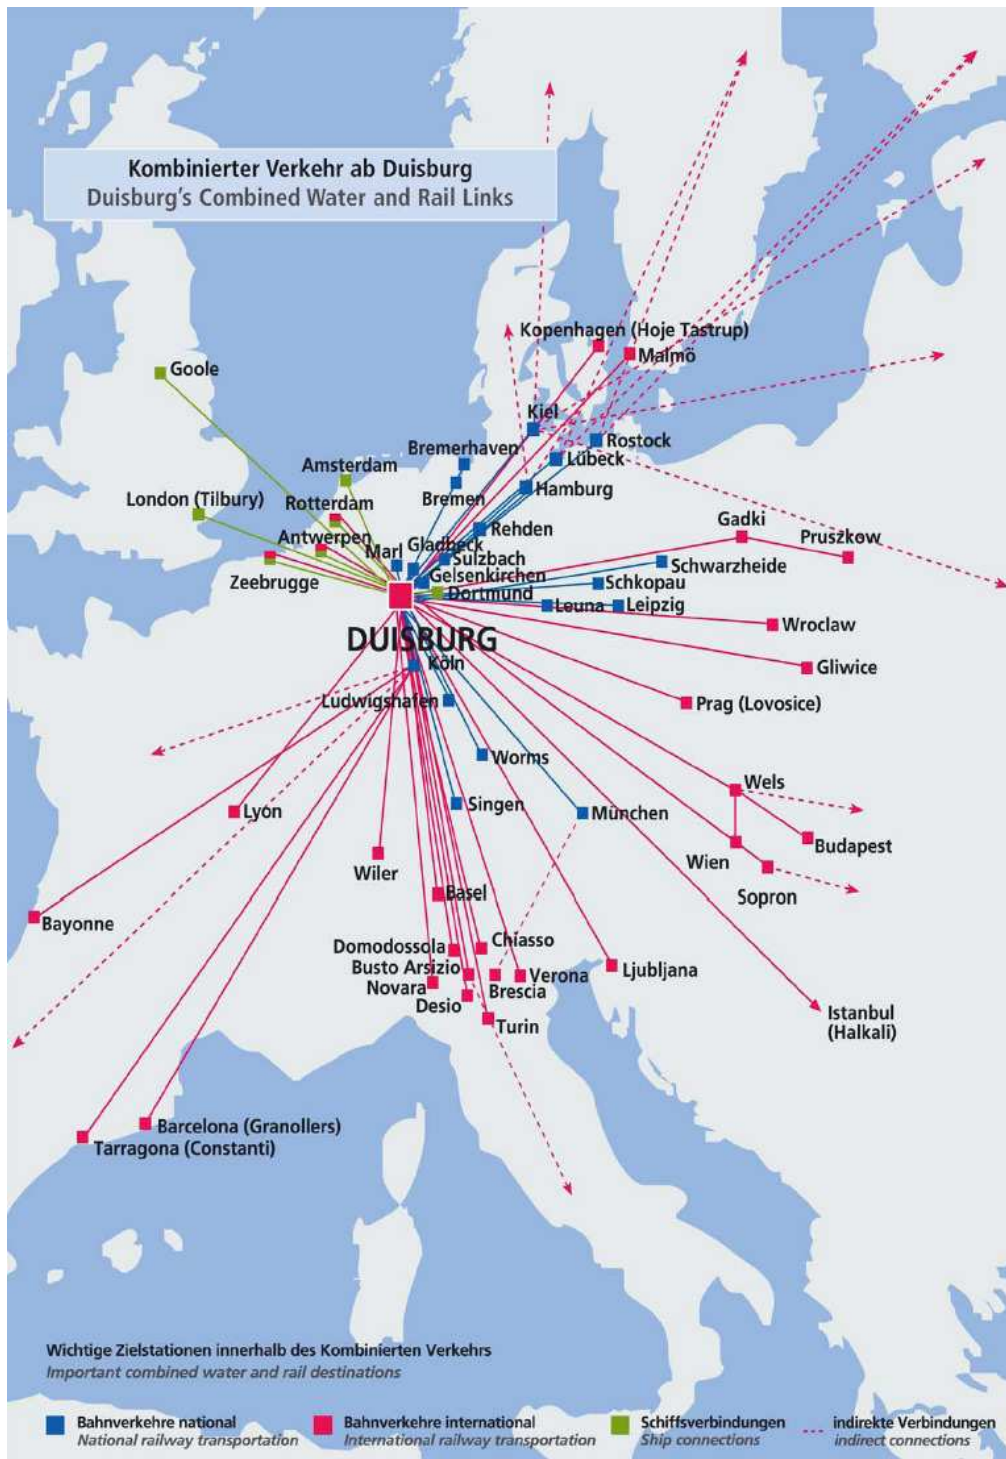 Kombinierter Verkehr ab Duisburg
Duisburg's Combined Water and Rail Links
Kopenhagen (Hoje Tastrup)
Malmö
Goole
Kiel
Rostock
Bremerhaven
Lübeck
Amsterdam
Bremen
Hamburg
London (Tilbury)
Rotterdam
Gadki
Rehden
Antwerpen
Pruszkow
Marl
Gladbeck
Sulzbach
Schwarzheide
Zeebrugge
Gelsenkirchen
Schkopau
Dortmund
Leuna
Leipzig
Wroclaw
DUISBURG
Köln
Gliwice
Ludwigshafen
Prag (Lovosice)
Worms
Wels
Singen
München
Lyon
Budapest
Wien
Wiler
Sopron
Basel
Bayonne
Domodossola
Chiasso
Busto Arsizio
Verona
Ljubljana
Novara
Brescia
Desio
Turin
Istanbul
(Halkali)
Barcelona (Granollers)
Tarragona (Constanti)
Wichtige Zielstationen innerhalb des Kombinierten Verkehrs
Important combined water and rail destinations
Bahnverkehre national
National railway transportation
Bahnverkehre international
International railway transportation
Schiffsverbindungen
Ship connections
indirekte Verbindungen
indirect connections